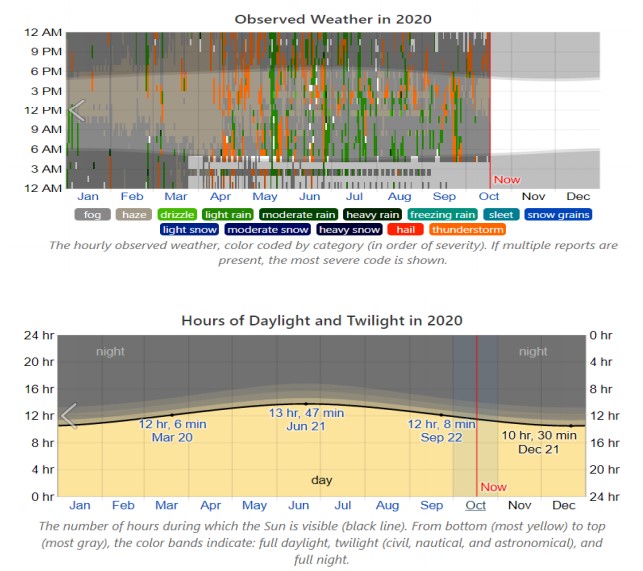 Observed Weather in 2020
12 AM
9 PM
6 PM
3 PM
12 PM
9 AM
6 AM
3 AM
12 AM
Now
Jan Feb Mar Apr May Jun Jul Aug Sep Oct Nov Dec
fog haze drizzle light rain moderate rain heavy rain freezing rain sleet snow grains
light snow moderate snow heavy snow hail thunderstorm
The hourly observed weather, color coded by category (in order of severity). If multiple reports are
present, the most severe code is shown.
Hours of Daylight and Twilight in 2020
24 hr 0 hr
night night
20 hr 4 hr
16 hr 8 hr
12 hr 12 hr
13 hr, 47 min
Jun 21
12 hr, 6 min
Mar 20
12 hr, 8 min
Sep 22
10 hr, 30 min
Dec 21
8 hr 16 hr
day
4 hr 20 hr
Now
0 hr 24 hr
Jan Feb Mar Apr May Jun Jul Aug Sep Oct Nov Dec
The number of hours during which the Sun is visible (black line). From bottom (most yellow) to top
(most gray), the color bands indicate: full daylight, twilight (civil, nautical, and astronomical), and
full night.